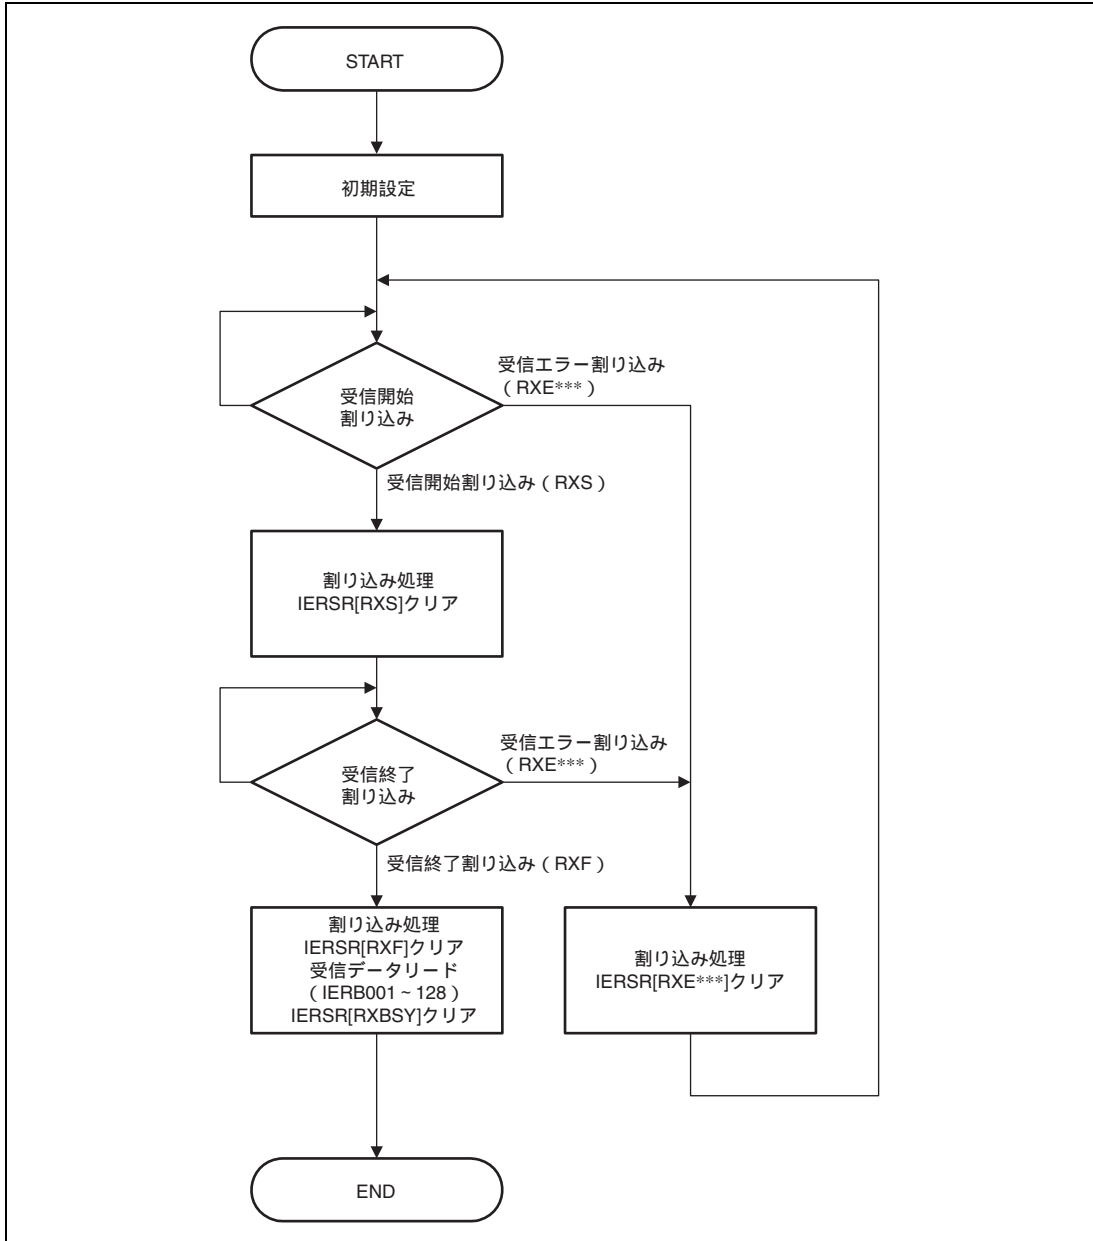 START
初期設定
受信エラー割り込み
（RXE***）
受信開始
割り込み
受信開始割り込み（RXS）
割り込み処理
IERSR[RXS]クリア
受信エラー割り込み
（RXE***）
受信終了
割り込み
受信終了割り込み（RXF）
割り込み処理
IERSR[RXF]クリア
受信データリード
（IERB001～128）
IERSR[RXBSY]クリア
割り込み処理
IERSR[RXE***]クリア
END